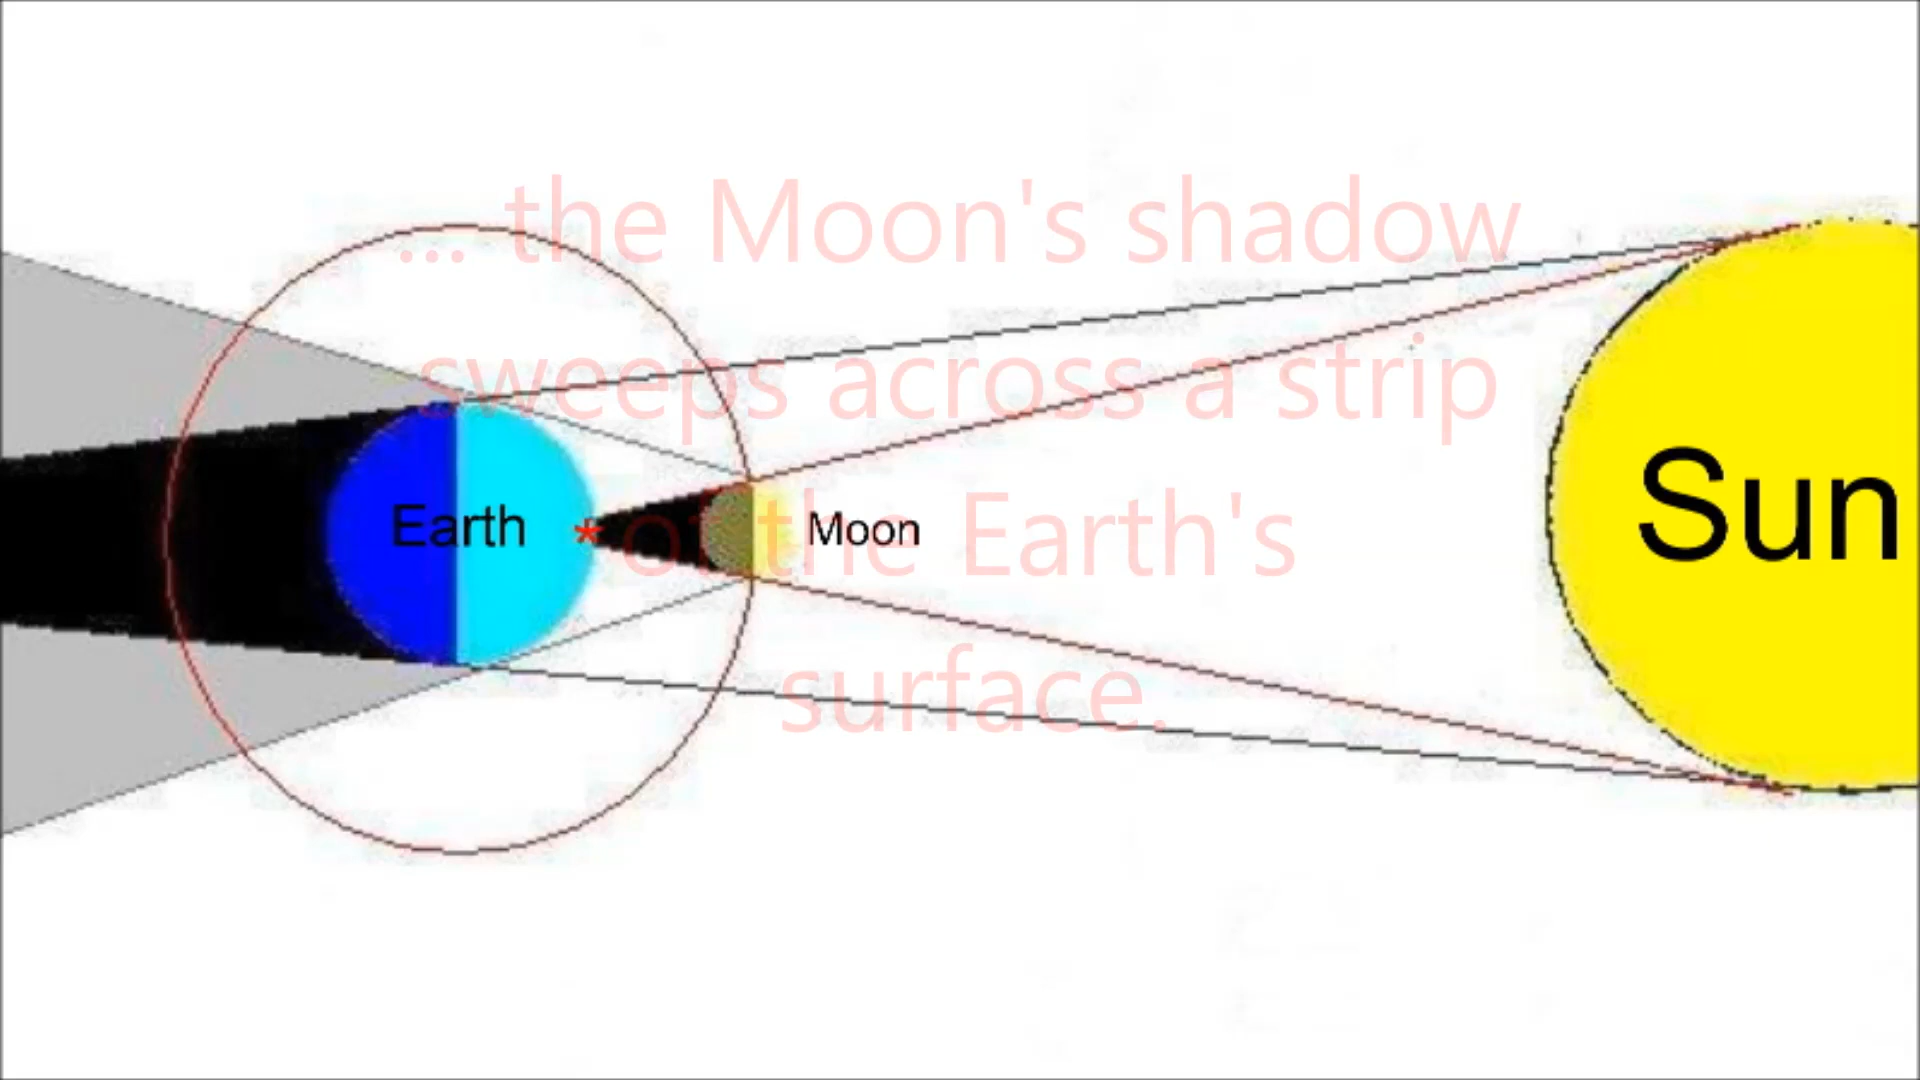 ... the Moon's shadow
sweeps across a strip
of the Earth's
surface.
Earth
*
Moon
Sun